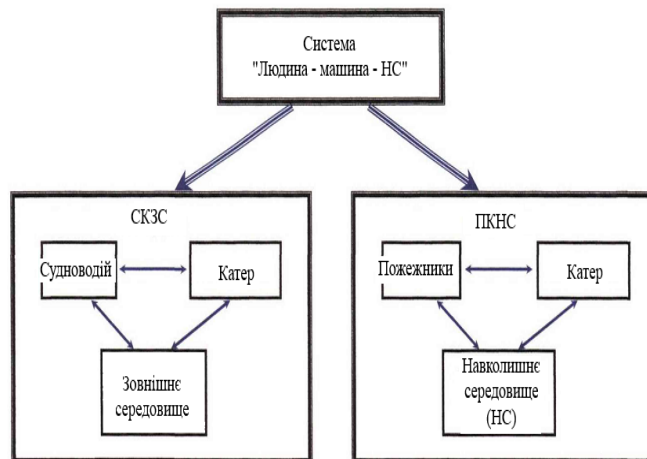 Система
"Людина - машина - НС"
СКЗС
Судноводій
Катер
Зовнішнє
середовище
ПКНС
Пожежники
Катер
Навколишнє
середовище
(НС)